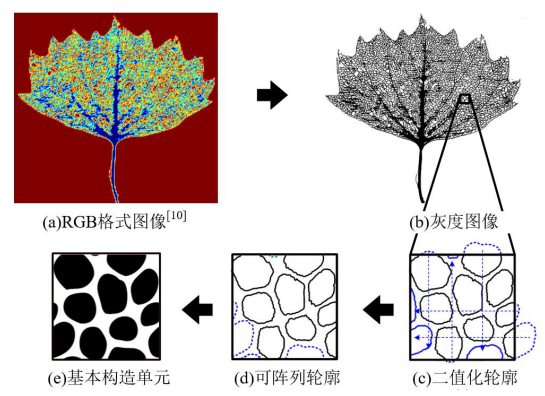 (a)RGB格式图像[10]
(b)灰度图像
(e)基本构造单元
(d)可阵列轮廓
(c)二值化轮廓